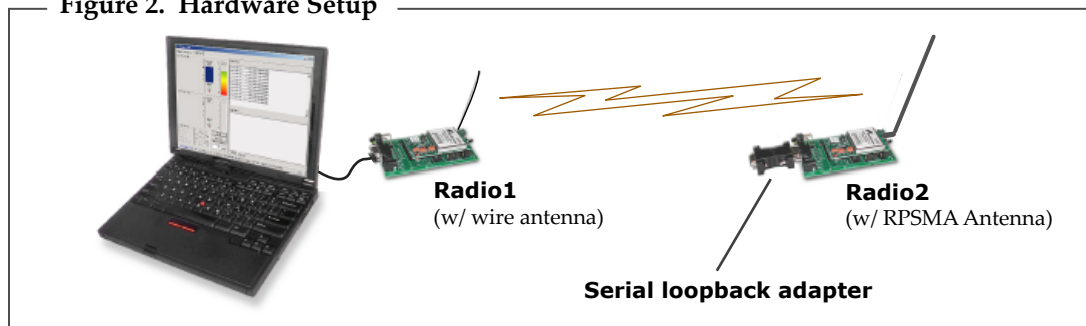 Figure 2. Hardware Setup
Radio1
(w/ wire antenna)
Radio2
(w/ RPSMA Antenna)
Serial loopback adapter